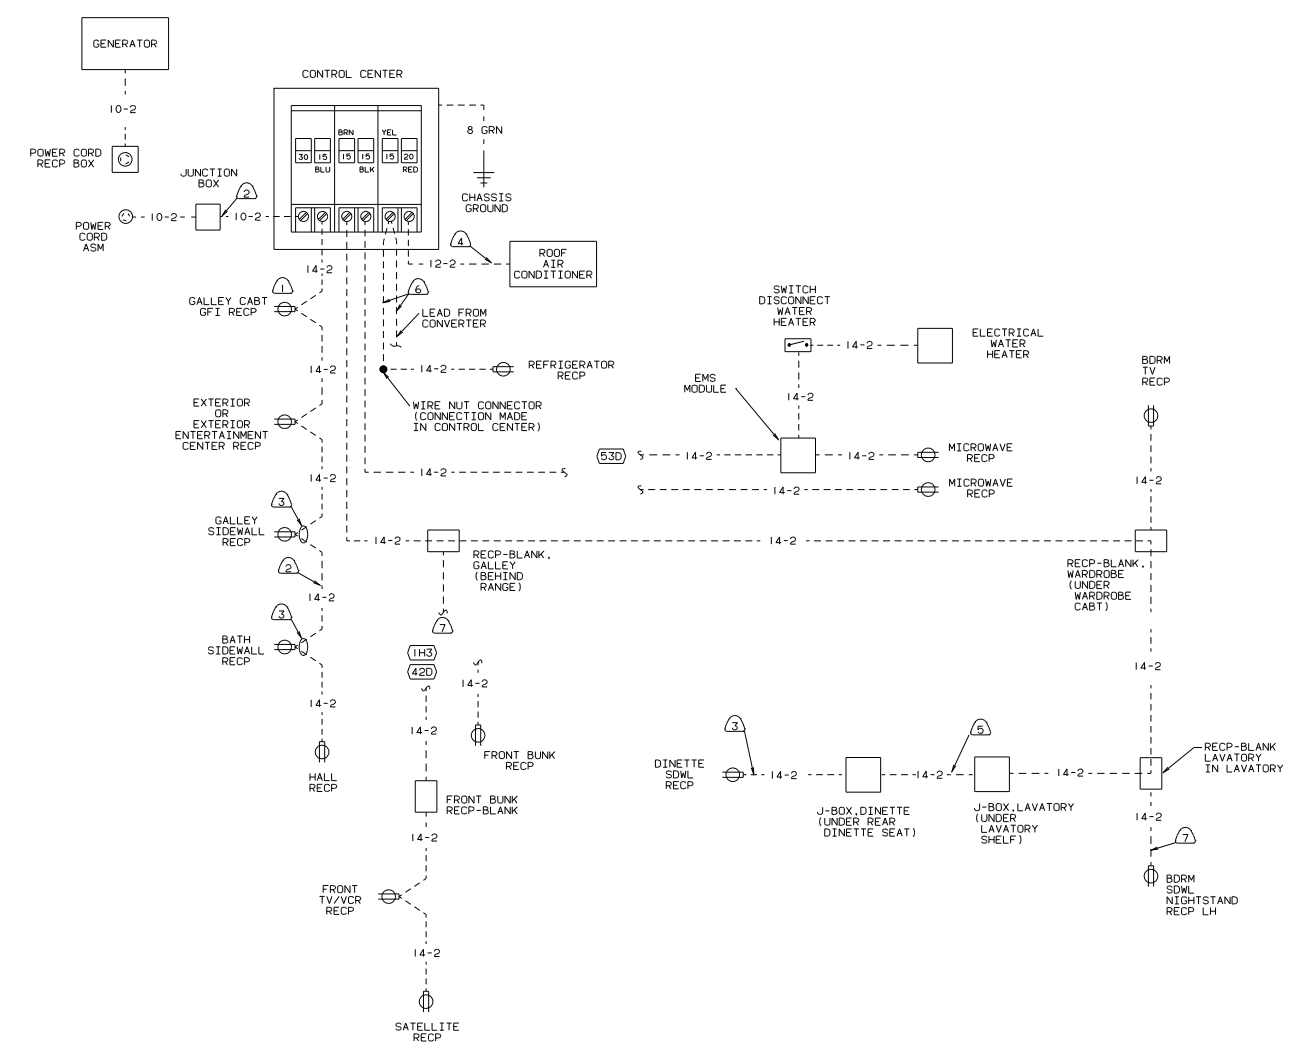 GENERATOR
10-2
POWER CORD
RECP BOX
CONTROL CENTER
BRN
YEL
30
15
15
15
15
20
BLU
BLK
RED
8 GRN
CHASSIS
GROUND
JUNCTION
BOX
2
POWER
CORD
ASM
10-2
10-2
4
12-2
ROOF
AIR
CONDITIONER
14-2
1
GALLEY CABT
GFI RECP
6
LEAD FROM
CONVERTER
14-2
14-2
REFRIGERATOR
RECP
WIRE NUT CONNECTOR
(CONNECTION MADE
IN CONTROL CENTER)
SWITCH
DISCONNECT
WATER
HEATER
14-2
ELECTRICAL
WATER
HEATER
EMS
MODULE
14-2
BDRM
TV
RECP
EXTERIOR
OR
EXTERIOR
ENTERTAINMENT
CENTER RECP
14-2
14-2
53D
14-2
14-2
MICROWAVE
RECP
14-2
MICROWAVE
RECP
14-2
3
GALLEY
SIDEWALL
RECP
14-2
14-2
RECP-BLANK,
GALLEY
(BEHIND
RANGE)
RECP-BLANK,
WARDROBE
(UNDER
WARDROBE
CABT)
2
14-2
3
BATH
SIDEWALL
RECP
7
1H3
42D
14-2
14-2
14-2
14-2
HALL
RECP
FRONT BUNK
RECP
3
DINETTE
SDWL
RECP
14-2
14-2
5
14-2
RECP-BLANK
LAVATORY
IN LAVATORY
FRONT BUNK
RECP-BLANK
J-BOX,DINETTE
(UNDER REAR
DINETTE SEAT)
J-BOX,LAVATORY
(UNDER
LAVATORY
SHELF)
14-2
14-2
7
FRONT
TV/VCR
RECP
BDRM
SDWL
NIGHTSTAND
RECP LH
14-2
SATELLITE
RECP